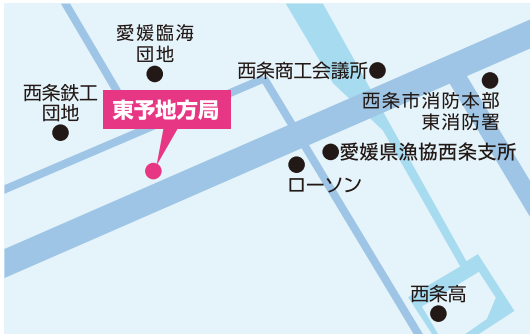 愛媛臨海
団地
西条商工会議所
西条鉄工
団地
東予地方局
西条市消防本部
東消防署
愛媛県漁協西条支所
ローソン
西条高